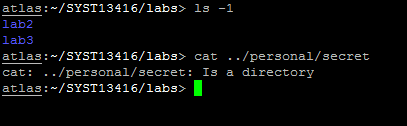 atlas:~/SYST13416/labs> ls -1
lab2
lab3
atlas:~/SYST13416/labs> cat ../personal/secret
cat: ../personal/secret: Is a directory
atlas:~/SYST13416/labs>